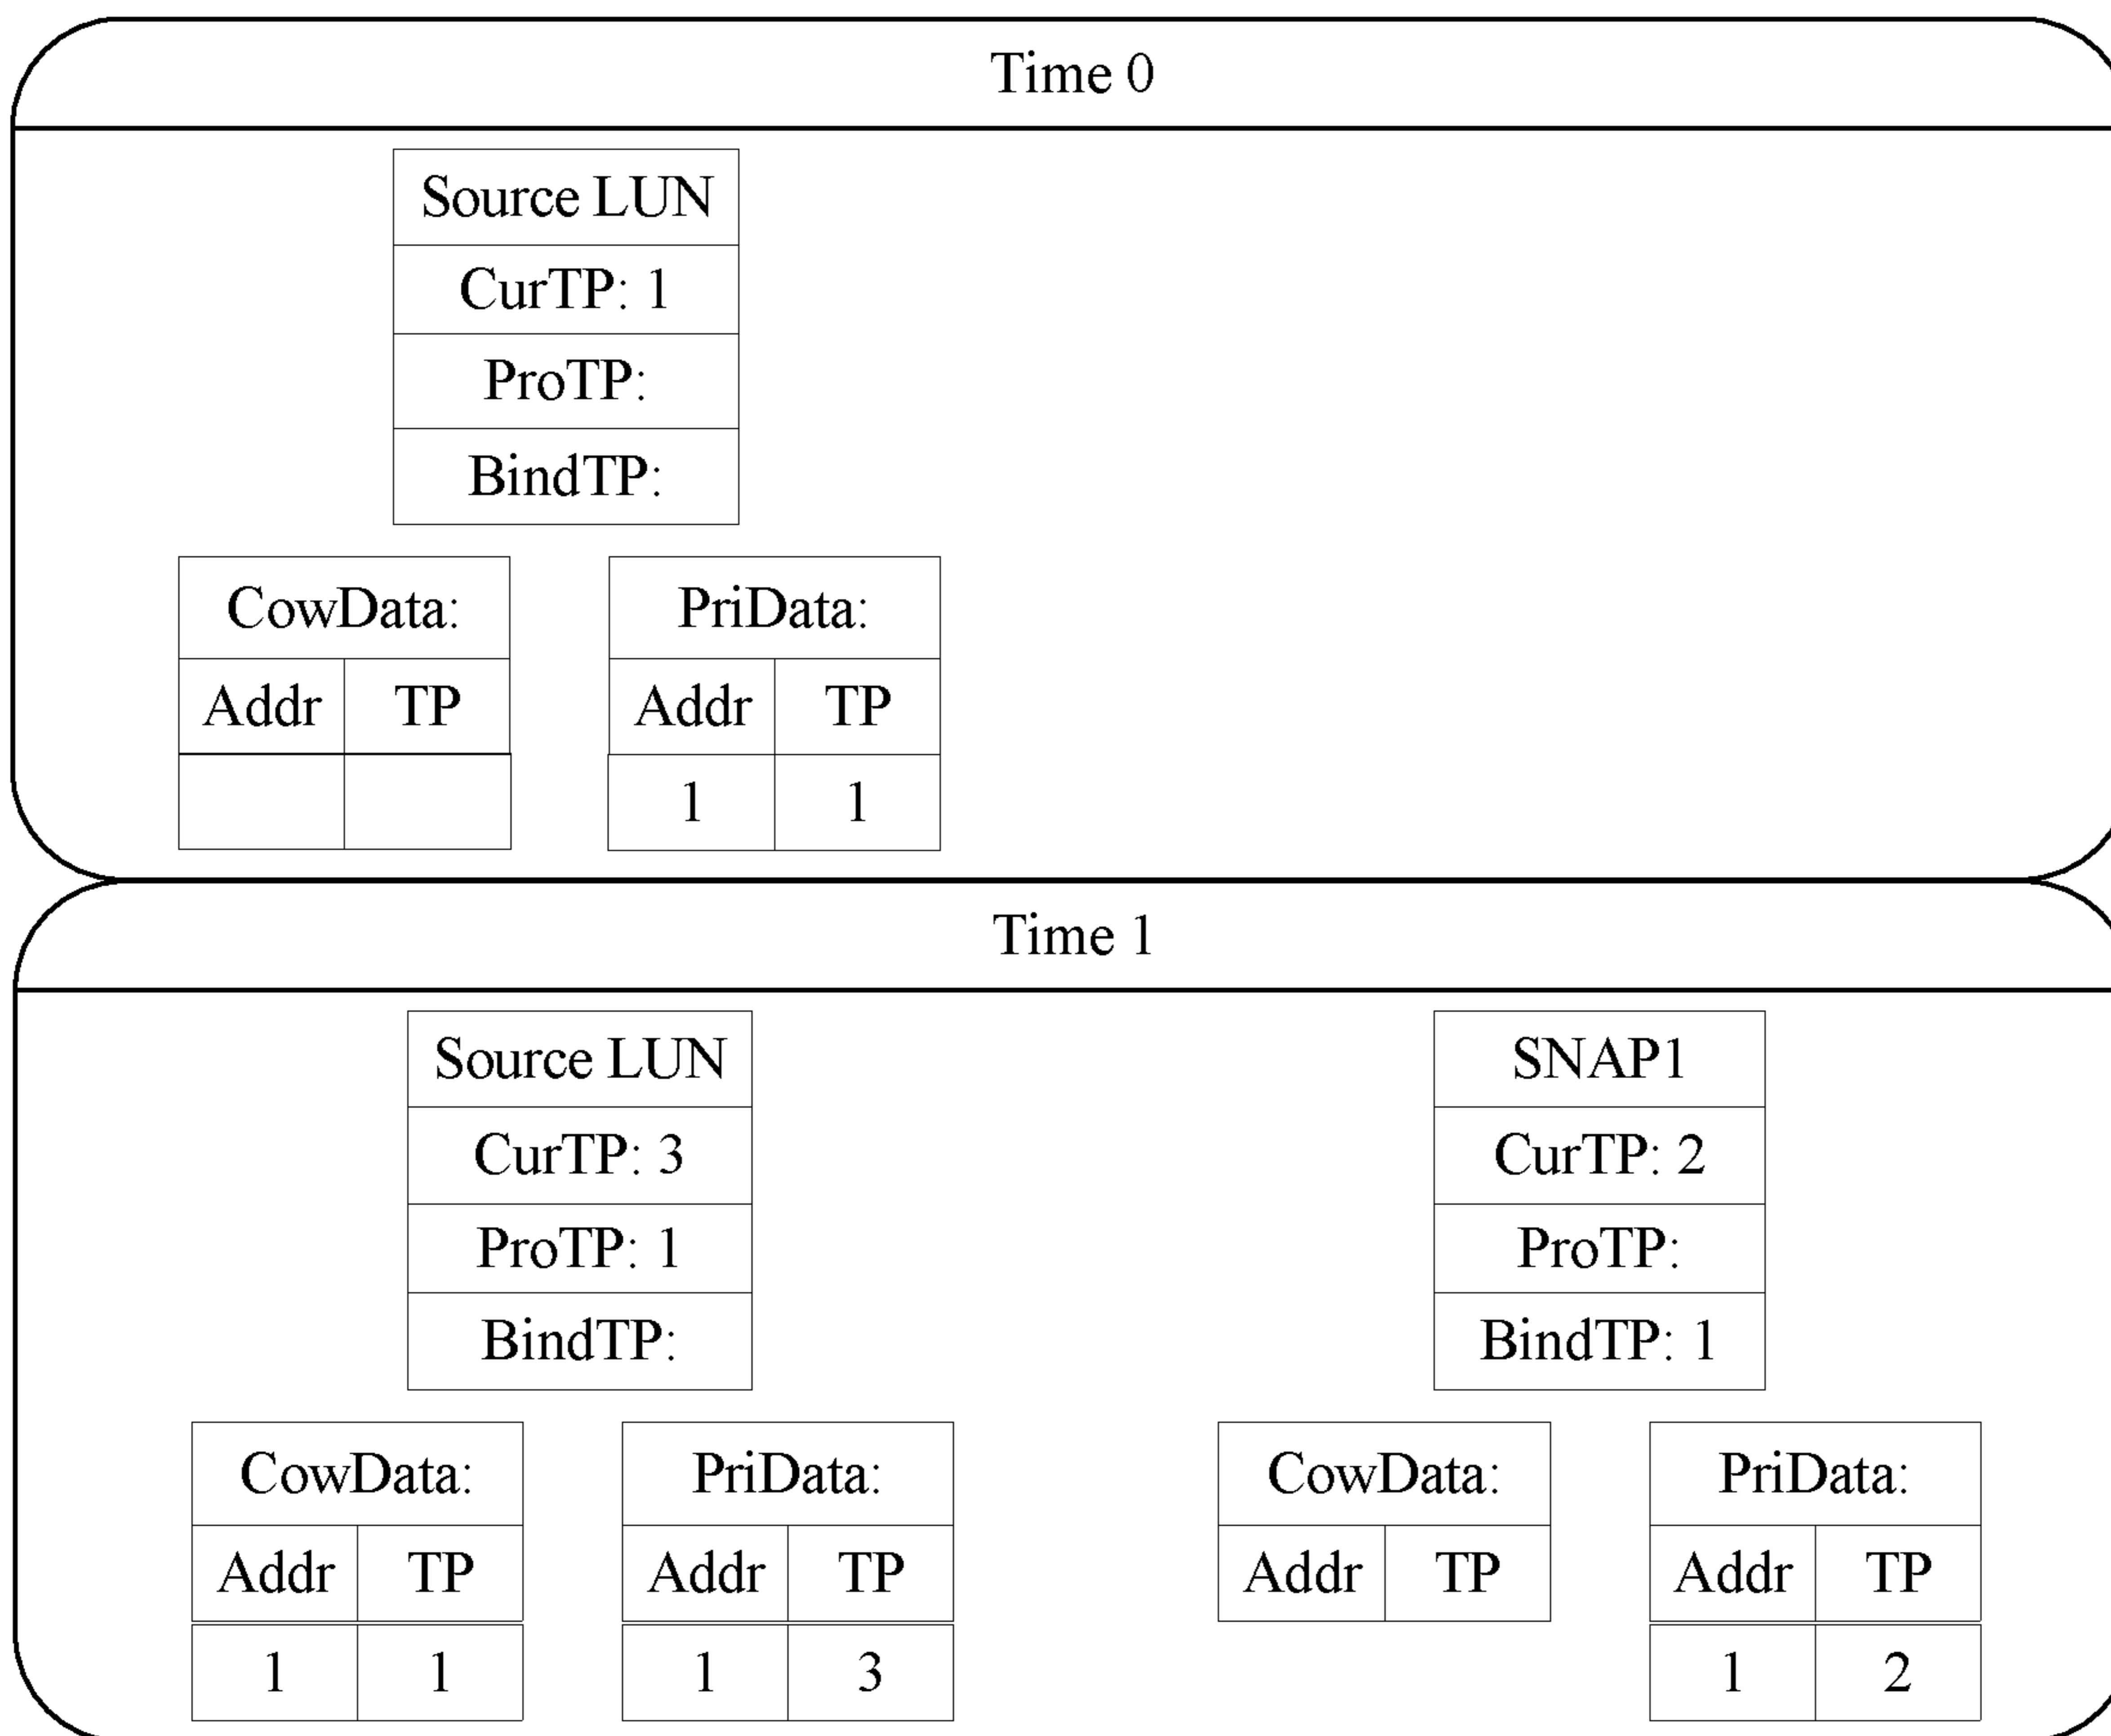 Time 0
Source LUN
CurTP: 1
ProTP:
BindTP:
CowData: PriData:
Addr TP Addr TP
1 1
Time 1
Source LUN SNAP1
CurTP: 3 CurTP: 2
ProTP: 1 ProTP:
BindTP: BindTP: 1
CowData: PriData: CowData: PriData:
Addr TP Addr TP Addr TP Addr TP
1 1 1 3 1 2